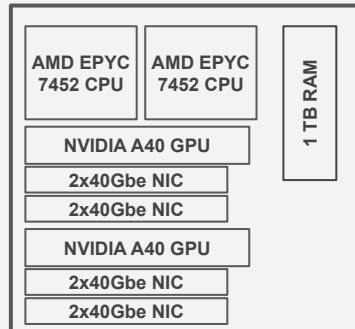 AMD EPYC
7452 CPU
AMD EPYC
7452 CPU
1 TB RAM
NVIDIA A40 GPU
2x40Gbe NIC
2x40Gbe NIC
NVIDIA A40 GPU
2x40Gbe NIC
2x40Gbe NIC